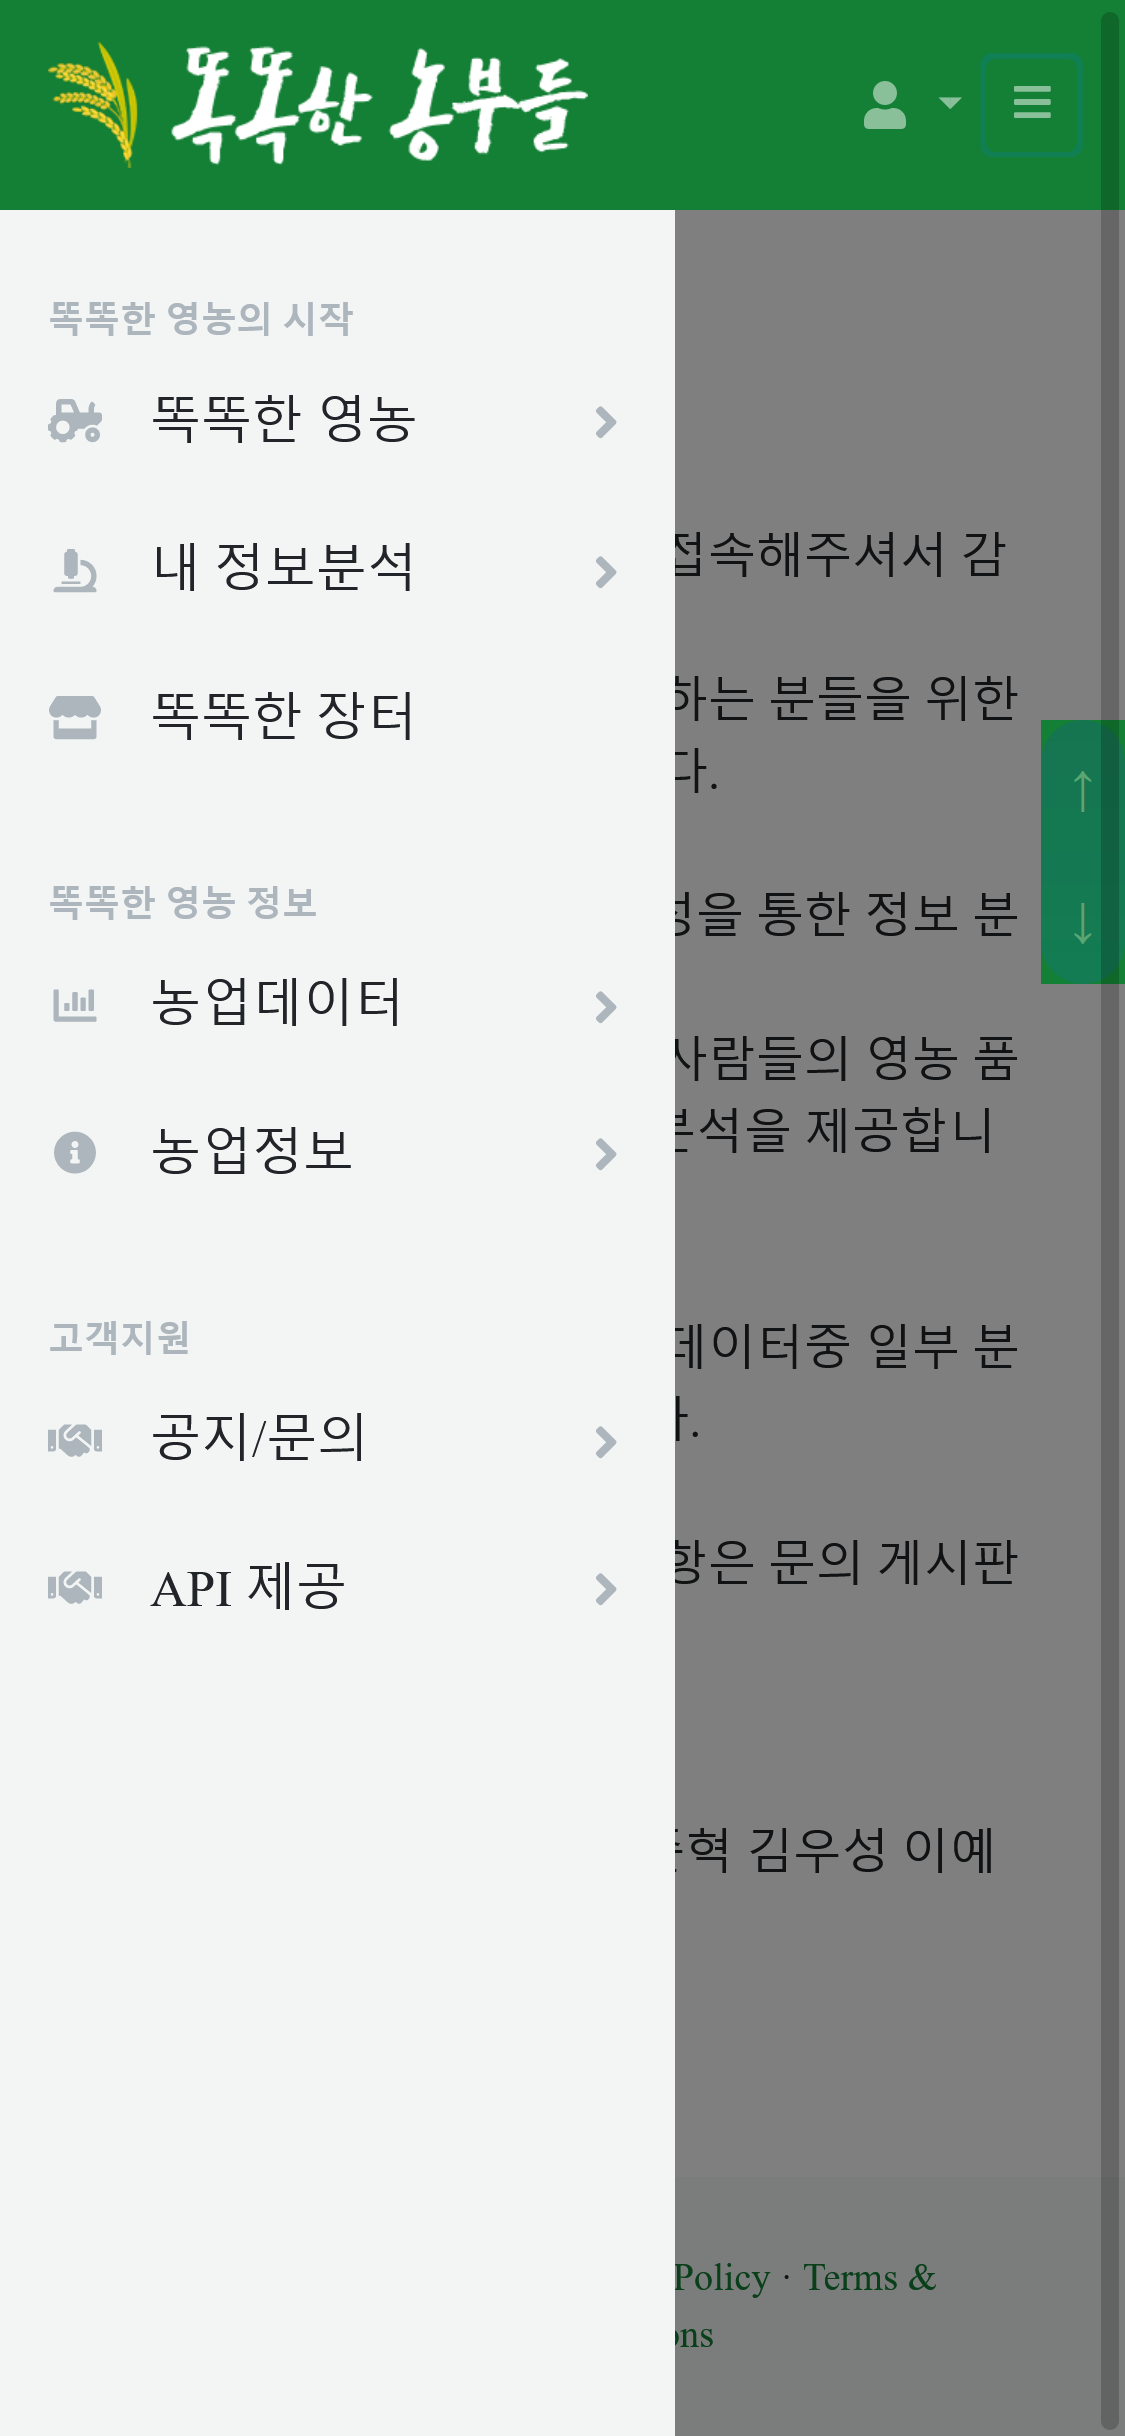 똑똑한 농부들
똑똑한 영농의 시작
똑똑한 영농
내 정보분석
똑똑한 장터
똑똑한 영농 정보
농업데이터
농업정보
고객지원
공지/문의
API 제공
접속해주셔서 감
하는 분들을 위한
다.
↑
을 통한 정보 분
↓
사람들의 영농 품
분석을 제공합니
데이터중 일부 분
.
항은 문의 게시판
혁 김우성 이예
Policy · Terms &
ons